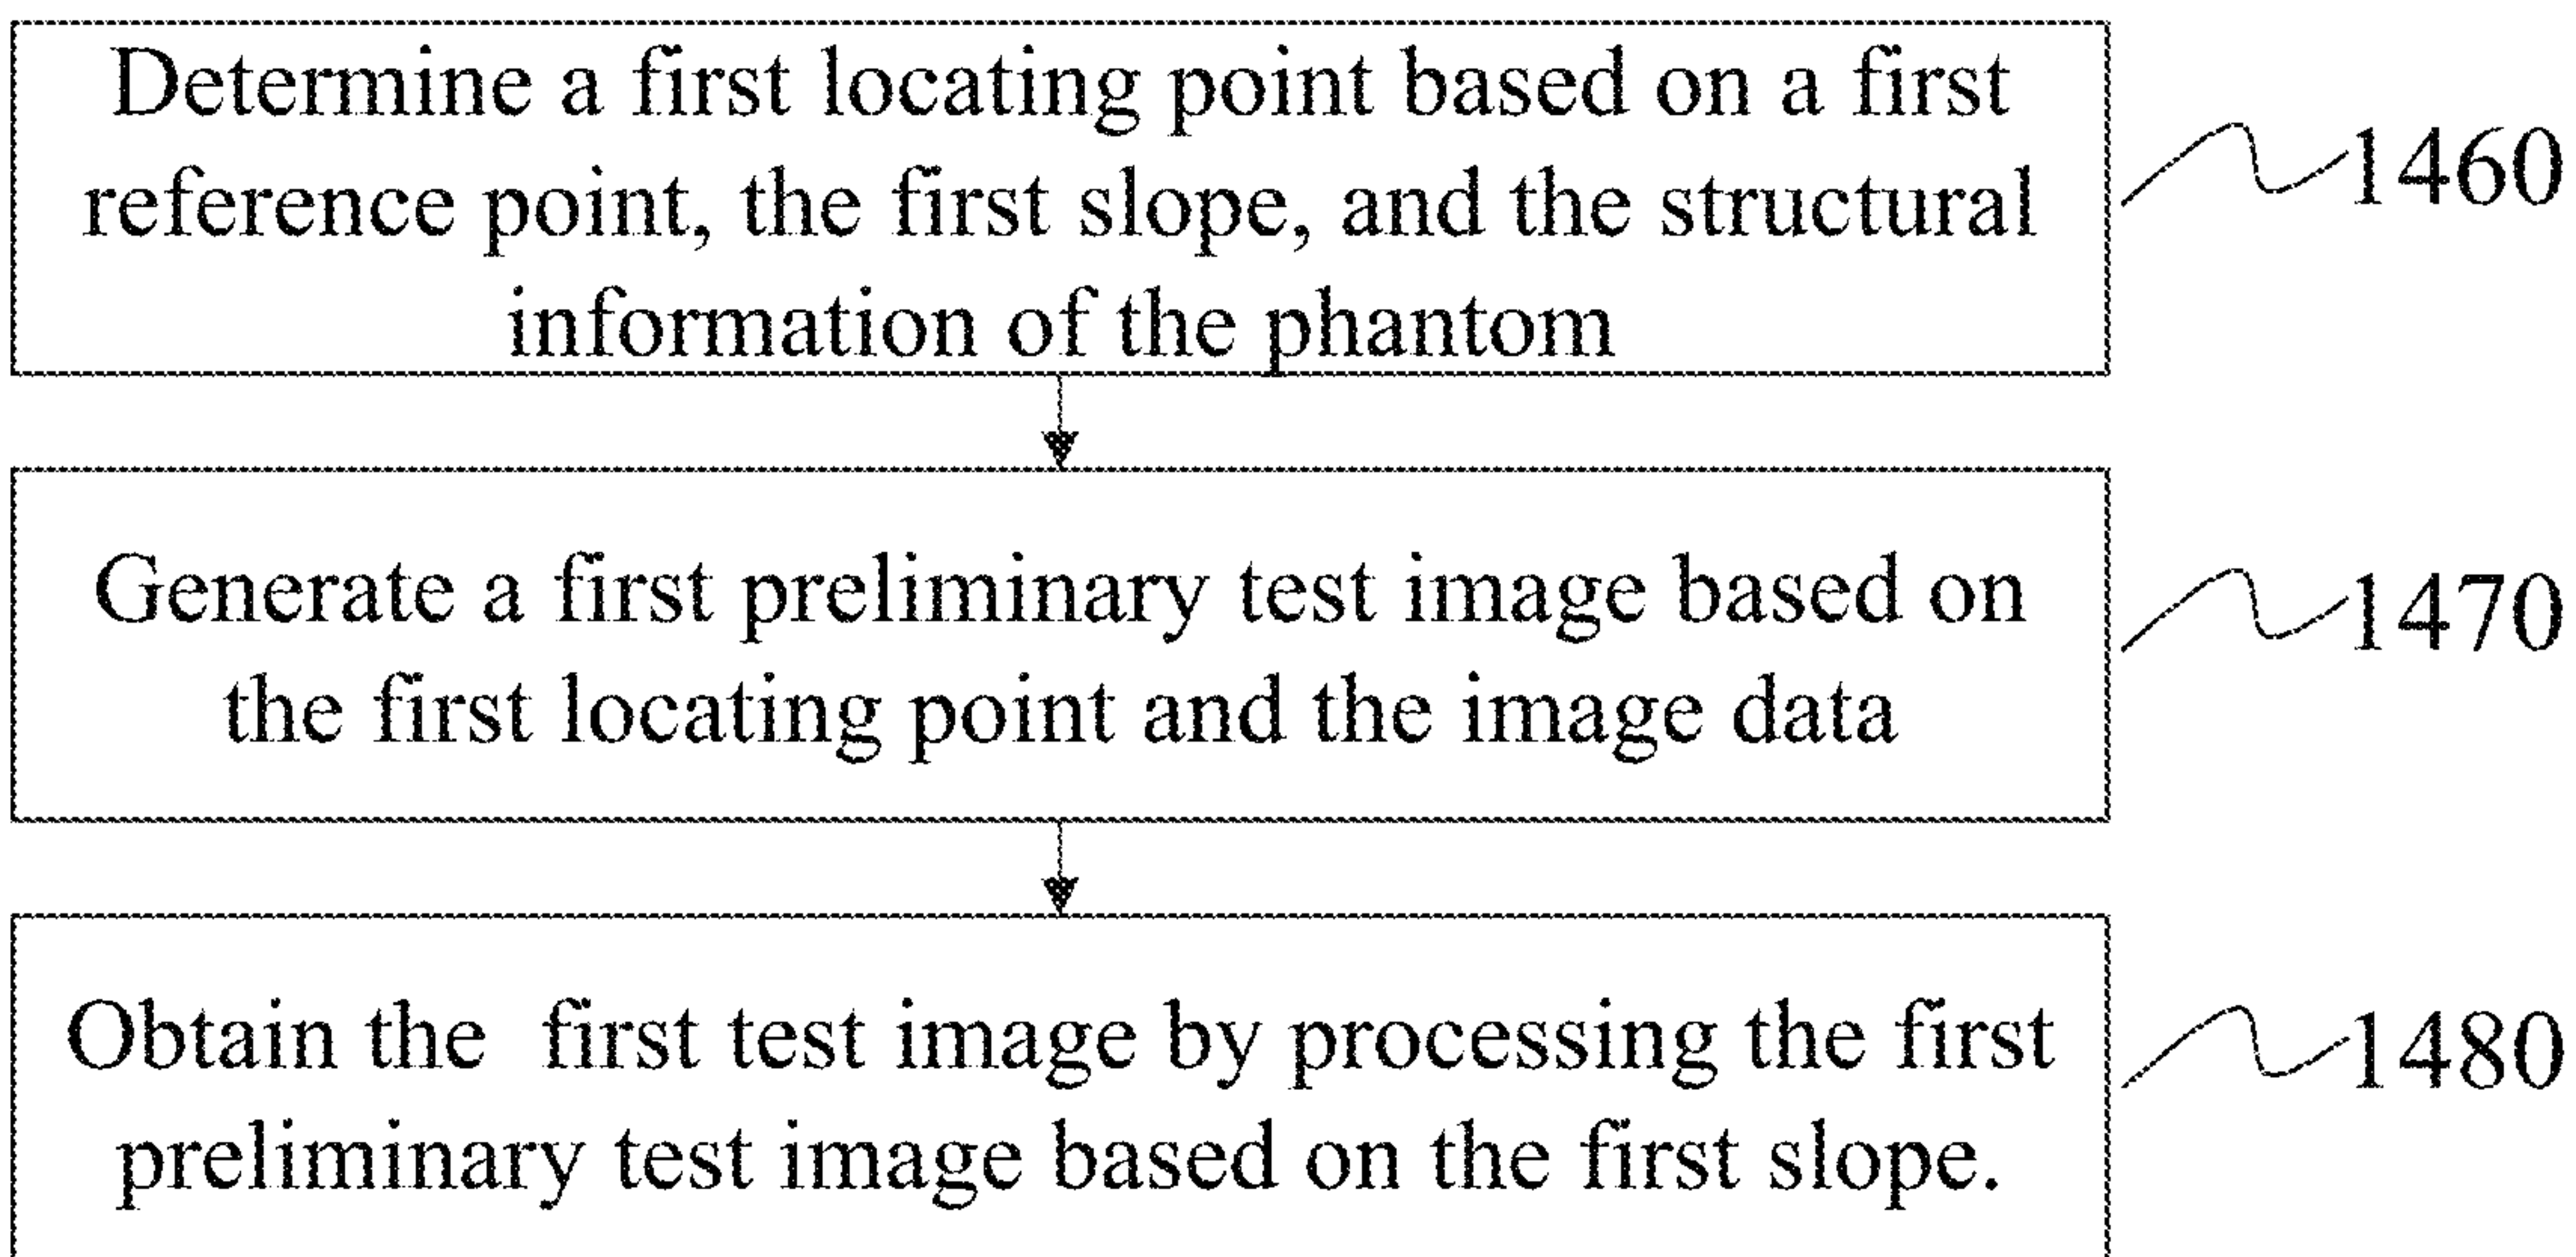 Determine a first locating point based on a first
reference point, the first slope, and the structural
information of the phantom
1460
Generate a first preliminary test image based on
the first locating point and the image data
1470
Obtain the  first test image by processing the first
preliminary test image based on the first slope.
1480